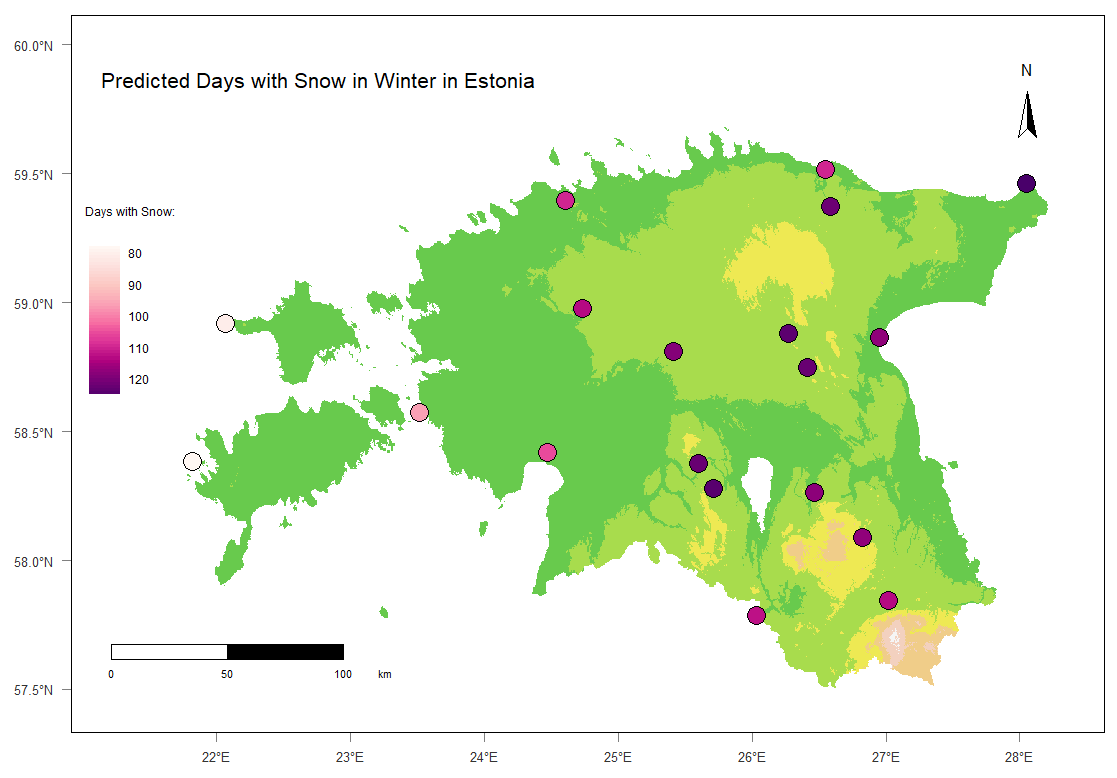 60.0°N
N
Predicted Days with Snow in Winter in Estonia
59.5°N
Days with Snow:
80
90
59.0°N
100
110
120
58.5°N
58.0°N
0 50 100 km
57.5°N
22°E 23°E 24°E 25°E 26°E 27°E 28°E